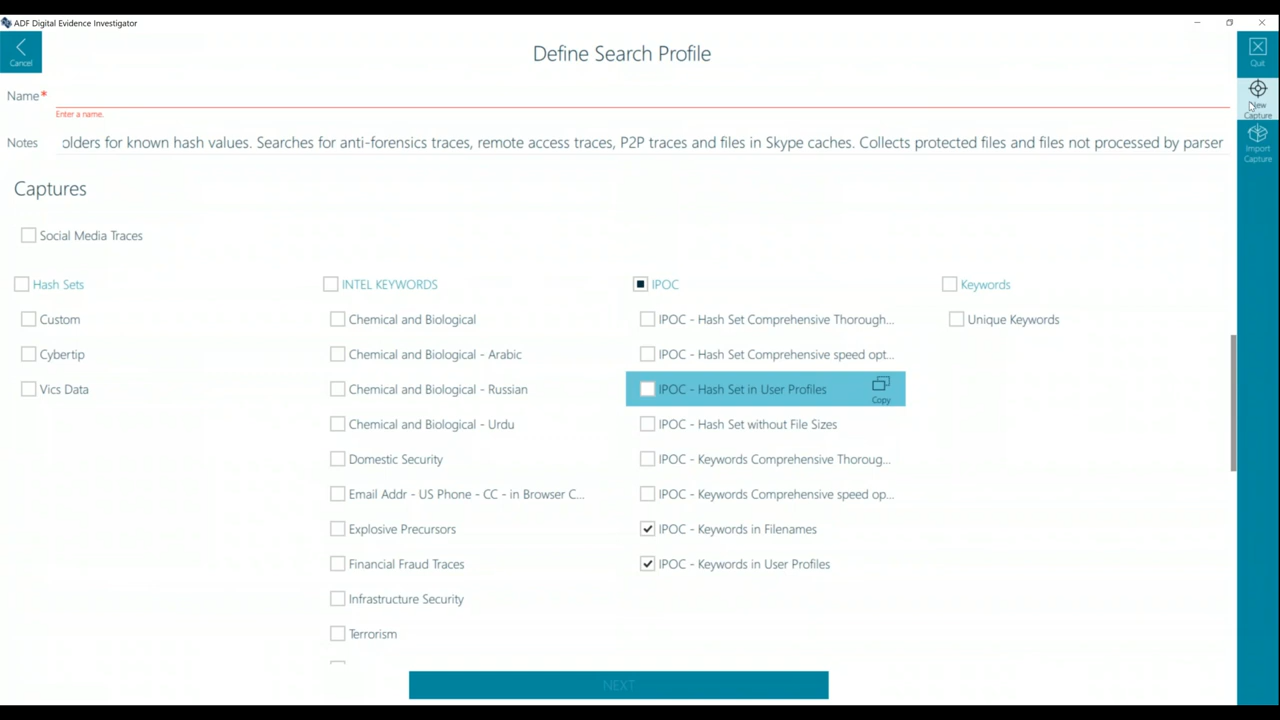 ADF Digital Evidence Investigator
Cancel
Define Search Profile
Quit
Name*
Enter a name.
New
Capture
Notes
olders for known hash values. Searches for anti-forensics traces, remote access traces, P2P traces and files in Skype caches. Collects protected files and files not processed by parser
Import
Capture
Captures
Social Media Traces
Hash Sets
Custom
Cybertip
Vics Data
INTEL KEYWORDS
Chemical and Biological
Chemical and Biological - Arabic
Chemical and Biological - Russian
Chemical and Biological - Urdu
Domestic Security
Email Addr - US Phone - CC - in Browser C...
Explosive Precursors
Financial Fraud Traces
Infrastructure Security
Terrorism
IPOC
IPOC - Hash Set Comprehensive Thorough...
IPOC - Hash Set Comprehensive speed opt...
IPOC - Hash Set in User Profiles
Copy
IPOC - Hash Set without File Sizes
IPOC - Keywords Comprehensive Thoroug...
IPOC - Keywords Comprehensive speed op...
IPOC - Keywords in Filenames
IPOC - Keywords in User Profiles
Keywords
Unique Keywords
NEXT